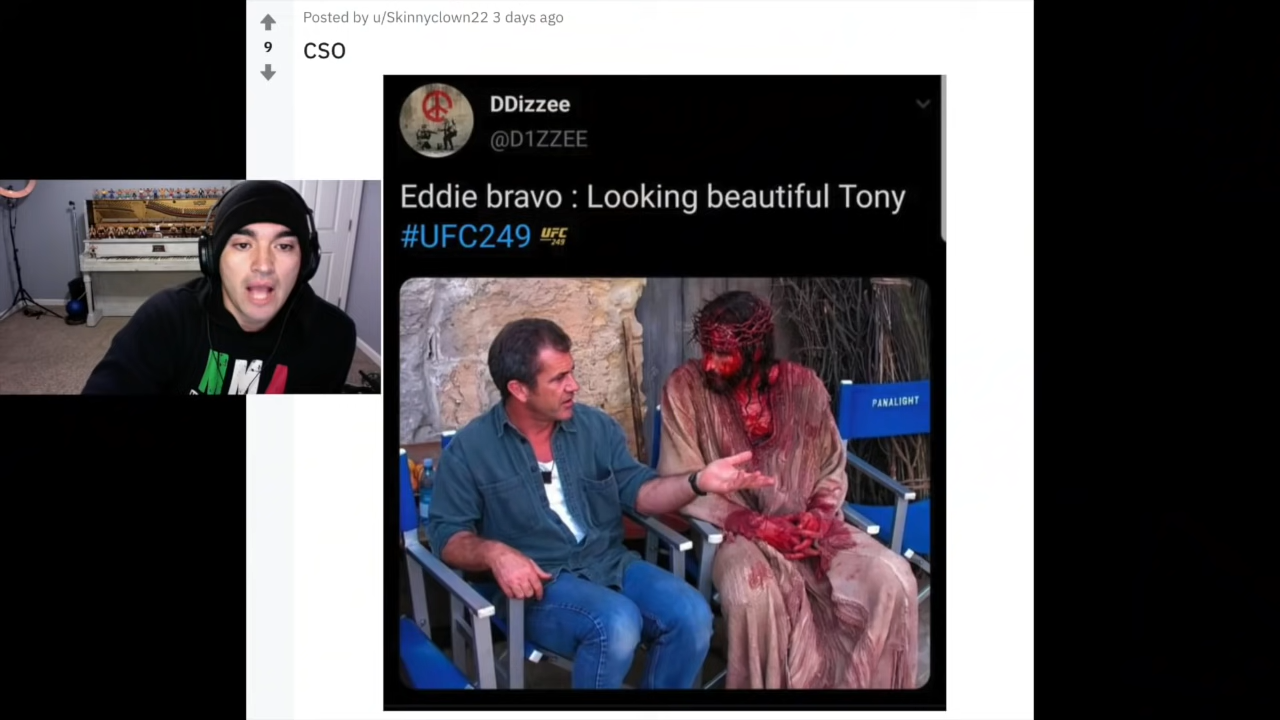 Posted by u/Skinnyclown22 3 days ago
9
CSO
DDizzee
@D1ZZEE
Eddie bravo : Looking beautiful Tony
#UFC249 UFC
249
PANALIGHT
NMA